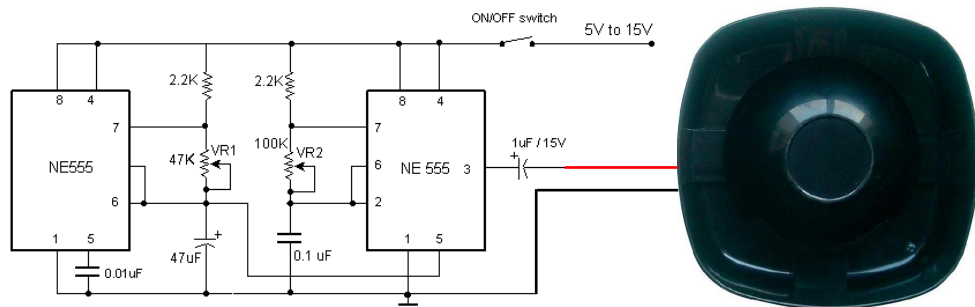 ON/OFF switch
5V to 15V
2.2K
2.2K
8
4
8
4
7
7
100K
1uF / 15V
+
47K
VR1
VR2
NE555
6
NE 555
3
6
2
1
5
+
1
5
0.01uF
47uF
0.1 uF